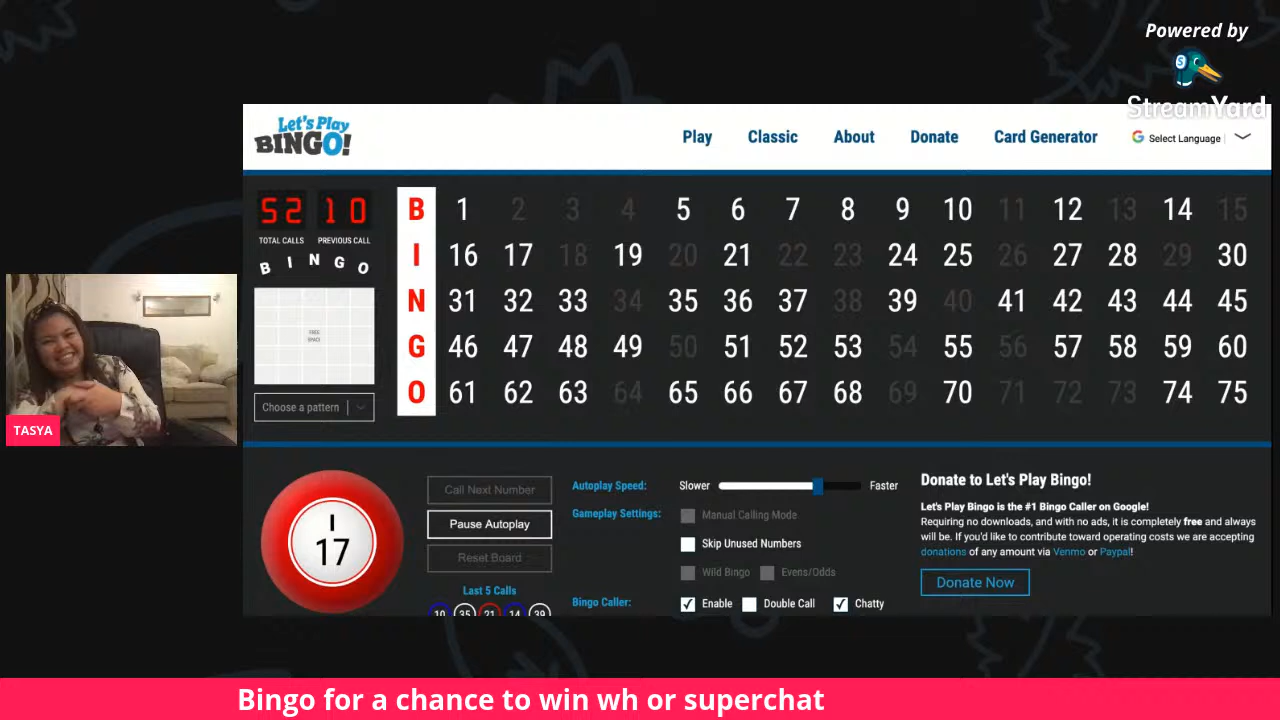 Powered by
StreamYard
Let's Play
BINGO!
Play Classic About Donate Card Generator Select Language
52 10
TOTAL CALLS PREVIOUS CALL
B I N G O
FREE
SPACE
Choose a pattern
B 1 2 3 4 5 6 7 8 9 10 11 12 13 14 15
I 16 17 18 19 20 21 22 23 24 25 26 27 28 29 30
N 31 32 33 34 35 36 37 38 39 40 41 42 43 44 45
G 46 47 48 49 50 51 52 53 54 55 56 57 58 59 60
O 61 62 63 64 65 66 67 68 69 70 71 72 73 74 75
TASYA
I
17
Call Next Number
Pause Autoplay
Reset Board
Last 5 Calls
10 35 21 14 39
Autoplay Speed: Slower Faster
Gameplay Settings: Manual Calling Mode
Skip Unused Numbers
Wild Bingo Evens/Odds
Bingo Caller: Enable Double Call Chatty
Donate to Let's Play Bingo!
Let's Play Bingo is the #1 Bingo Caller on Google!
Requiring no downloads, and with no ads, it is completely free and always
will be. If you'd like to contribute toward operating costs we are accepting
donations of any amount via Venmo or Paypal!
Donate Now
Bingo for a chance to win wh or superchat